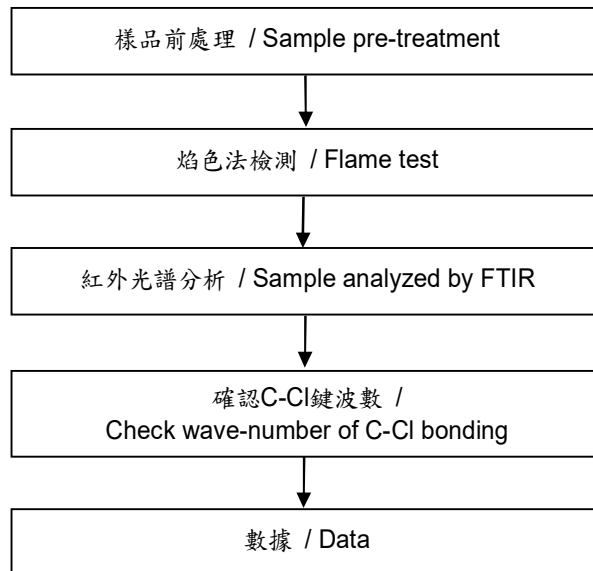 樣品前處理 / Sample pre-treatment
焰色法檢測 / Flame test
紅外光譜分析 / Sample analyzed by FTIR
確認C-Cl鍵波數 /
Check wave-number of C-Cl bonding
數據 / Data